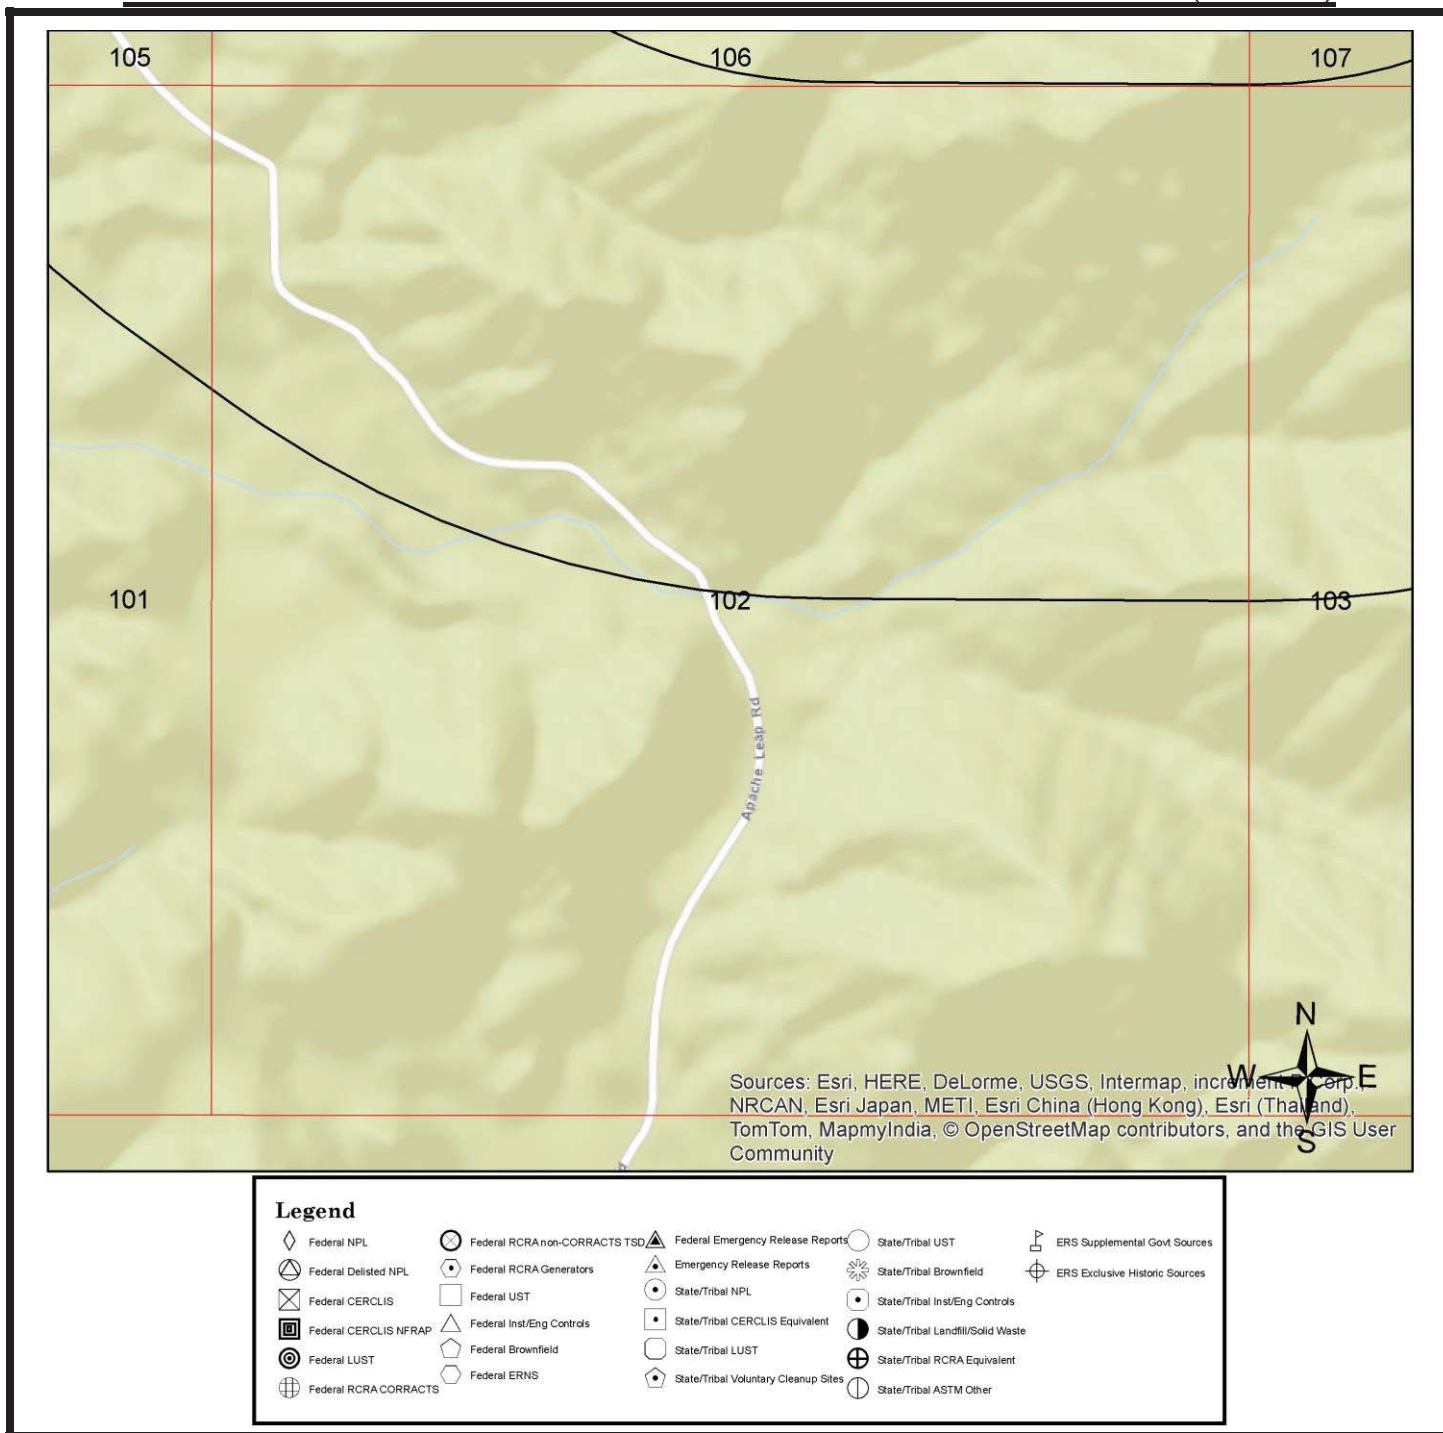 105
106
107
101
102
103
Apache Leap Rd
N
W
E
S
Sources: Esri, HERE, DeLorme, USGS, Intermap, increment P Corp.,
NRCAN, Esri Japan, METI, Esri China (Hong Kong), Esri (Thailand),
TomTom, MapmyIndia, © OpenStreetMap contributors, and the GIS User
Community
Legend
Federal NPL
Federal Delisted NPL
Federal CERCLIS
Federal CERCLIS NFRAP
Federal LUST
Federal RCRA CORRACTS
Federal RCRA non-CORRACTS TSD
Federal RCRA Generators
Federal UST
Federal Inst/Eng Controls
Federal Brownfield
Federal ERNS
Federal Emergency Release Reports
Emergency Release Reports
State/Tribal NPL
State/Tribal CERCLIS Equivalent
State/Tribal LUST
State/Tribal Voluntary Cleanup Sites
State/Tribal UST
State/Tribal Brownfield
State/Tribal Inst/Eng Controls
State/Tribal Landfill/Solid Waste
State/Tribal RCRA Equivalent
State/Tribal ASTM Other
ERS Supplemental Govt Sources
ERS Exclusive Historic Sources